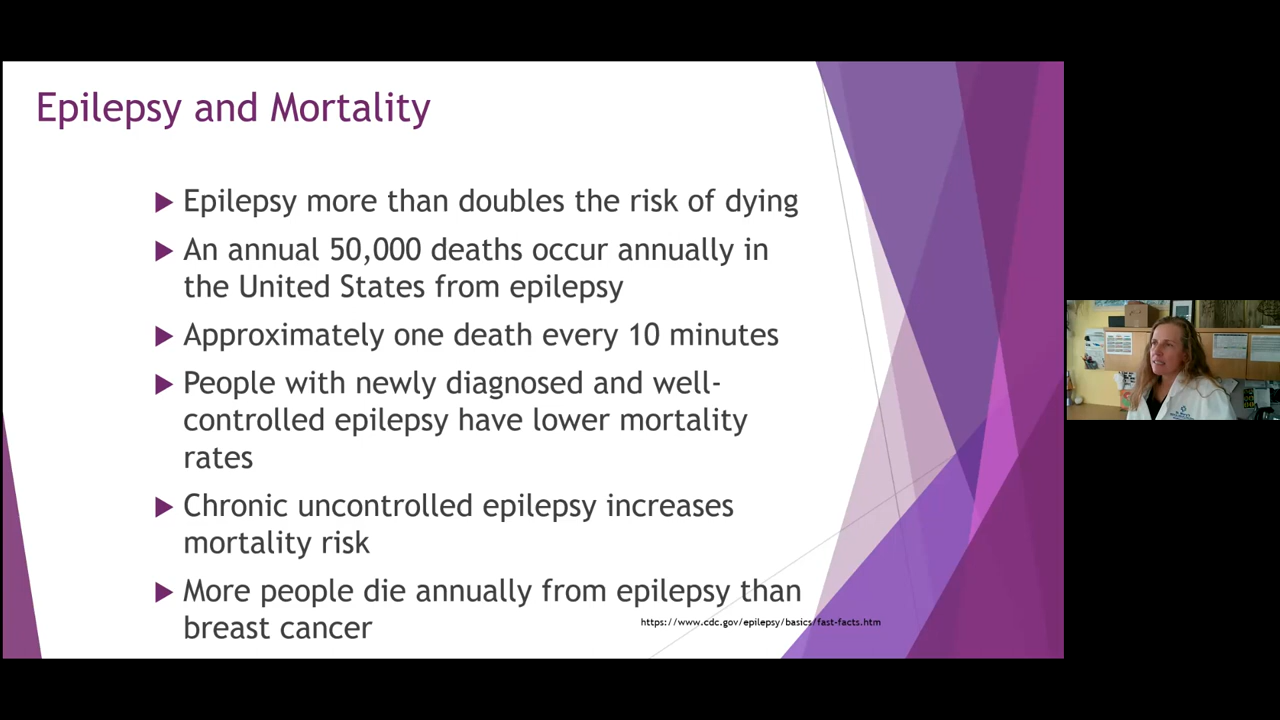 Epilepsy and Mortality
Epilepsy more than doubles the risk of dying
An annual 50,000 deaths occur annually in
the United States from epilepsy
Approximately one death every 10 minutes
People with newly diagnosed and well-
controlled epilepsy have lower mortality
rates
Chronic uncontrolled epilepsy increases
mortality risk
More people die annually from epilepsy than
breast cancer
https://www.cdc.gov/epilepsy/basics/fast-facts.htm